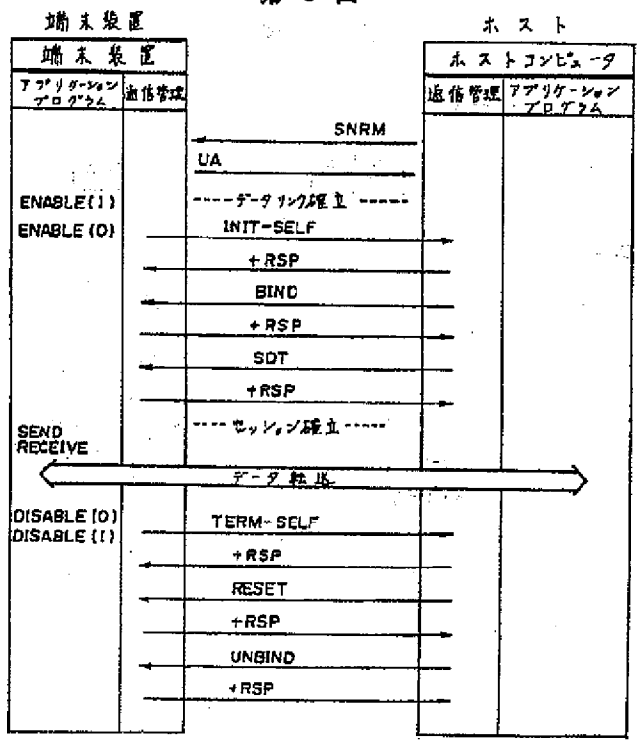 端末装置
ホスト
端末装置
ホストコンピュータ
アプリケーション
プログラム
通信管理
通信管理
アプリケーション
プログラム
SNRM
UA
ENABLE(1)
-----データリンク確立-----
ENABLE(0)
INIT-SELF
+RSP
BIND
+RSP
SDT
+RSP
-----セッション確立-----
SEND
RECEIVE
データ転送
DISABLE(0)
TERM-SELF
DISABLE(1)
+RSP
RESET
+RSP
UNBIND
+RSP